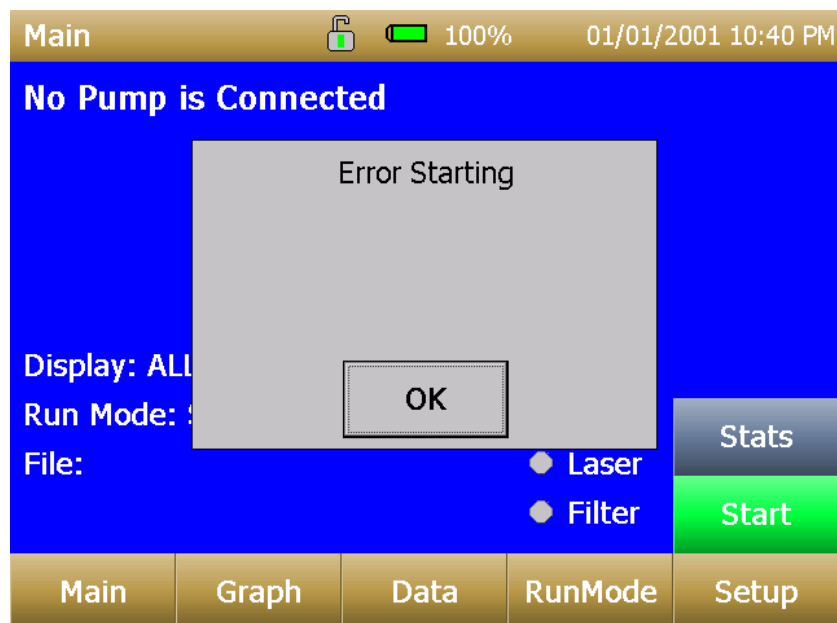 Main 100% 01/01/2001 10:40 PM
No Pump is Connected
Error Starting
Display: ALL
Run Mode:
OK
Stats
File:
Laser
Filter
Start
Main Graph Data RunMode Setup